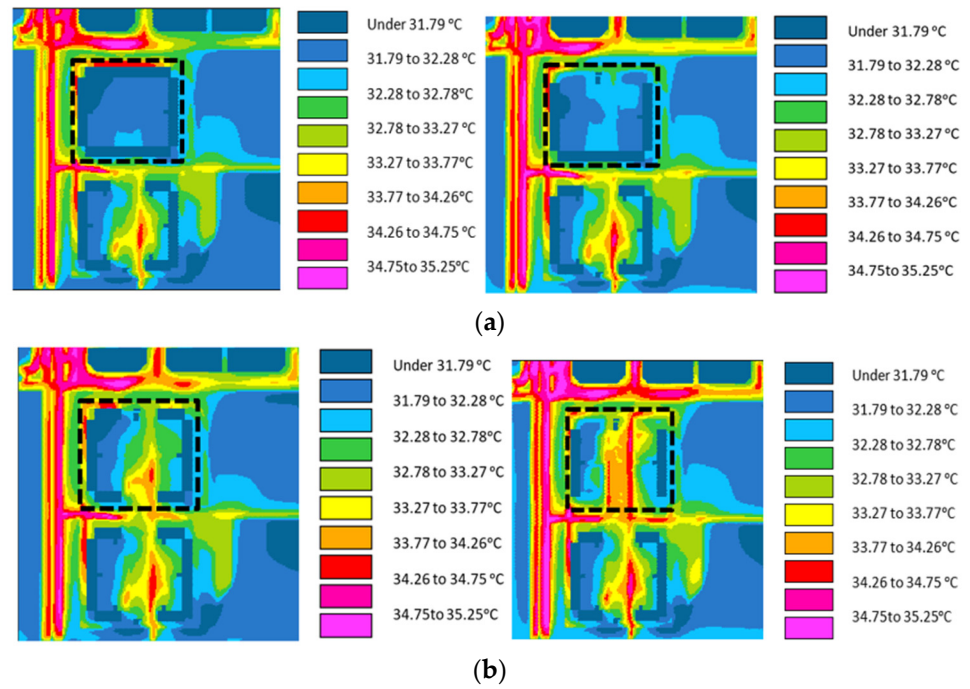 Under 31.79 °C
31.79 to 32.28 °C
32.28 to 32.78°C
32.78 to 33.27°C
33.27 to 33.77°C
33.77 to 34.26°C
34.26 to 34.75 °C
34.75to 35.25°C
Under 31.79 °C
31.79 to 32.28 °C
32.28 to 32.78°C
32.78 to 33.27°C
33.27 to 33.77°C
33.77 to 34.26°C
34.26 to 34.75 °C
34.75to 35.25°C
(a)
Under 31.79 °C
31.79 to 32.28 °C
32.28 to 32.78°C
32.78 to 33.27°C
33.27 to 33.77°C
33.77 to 34.26°C
34.26 to 34.75 °C
34.75to 35.25°C
Under 31.79 °C
31.79 to 32.28 °C
32.28 to 32.78°C
32.78 to 33.27°C
33.27 to 33.77°C
33.77 to 34.26°C
34.26 to 34.75 °C
34.75to 35.25°C
(b)